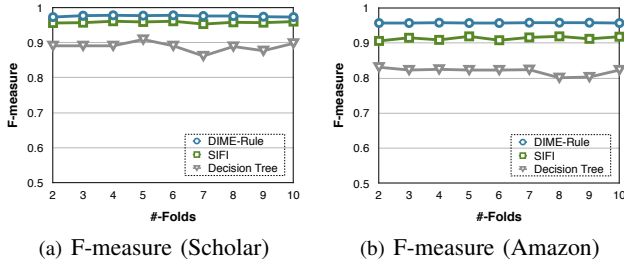 1
0.9
0.8
0.7
0.6
0.5
F-measure
DIME-Rule
SIFI
Decision Tree
2 3 4 5 6 7 8 9 10
#-Folds
(a) F-measure (Scholar)
1
0.9
0.8
0.7
0.6
0.5
F-measure
DIME-Rule
SIFI
Decision Tree
2 3 4 5 6 7 8 9 10
#-Folds
(b) F-measure (Amazon)